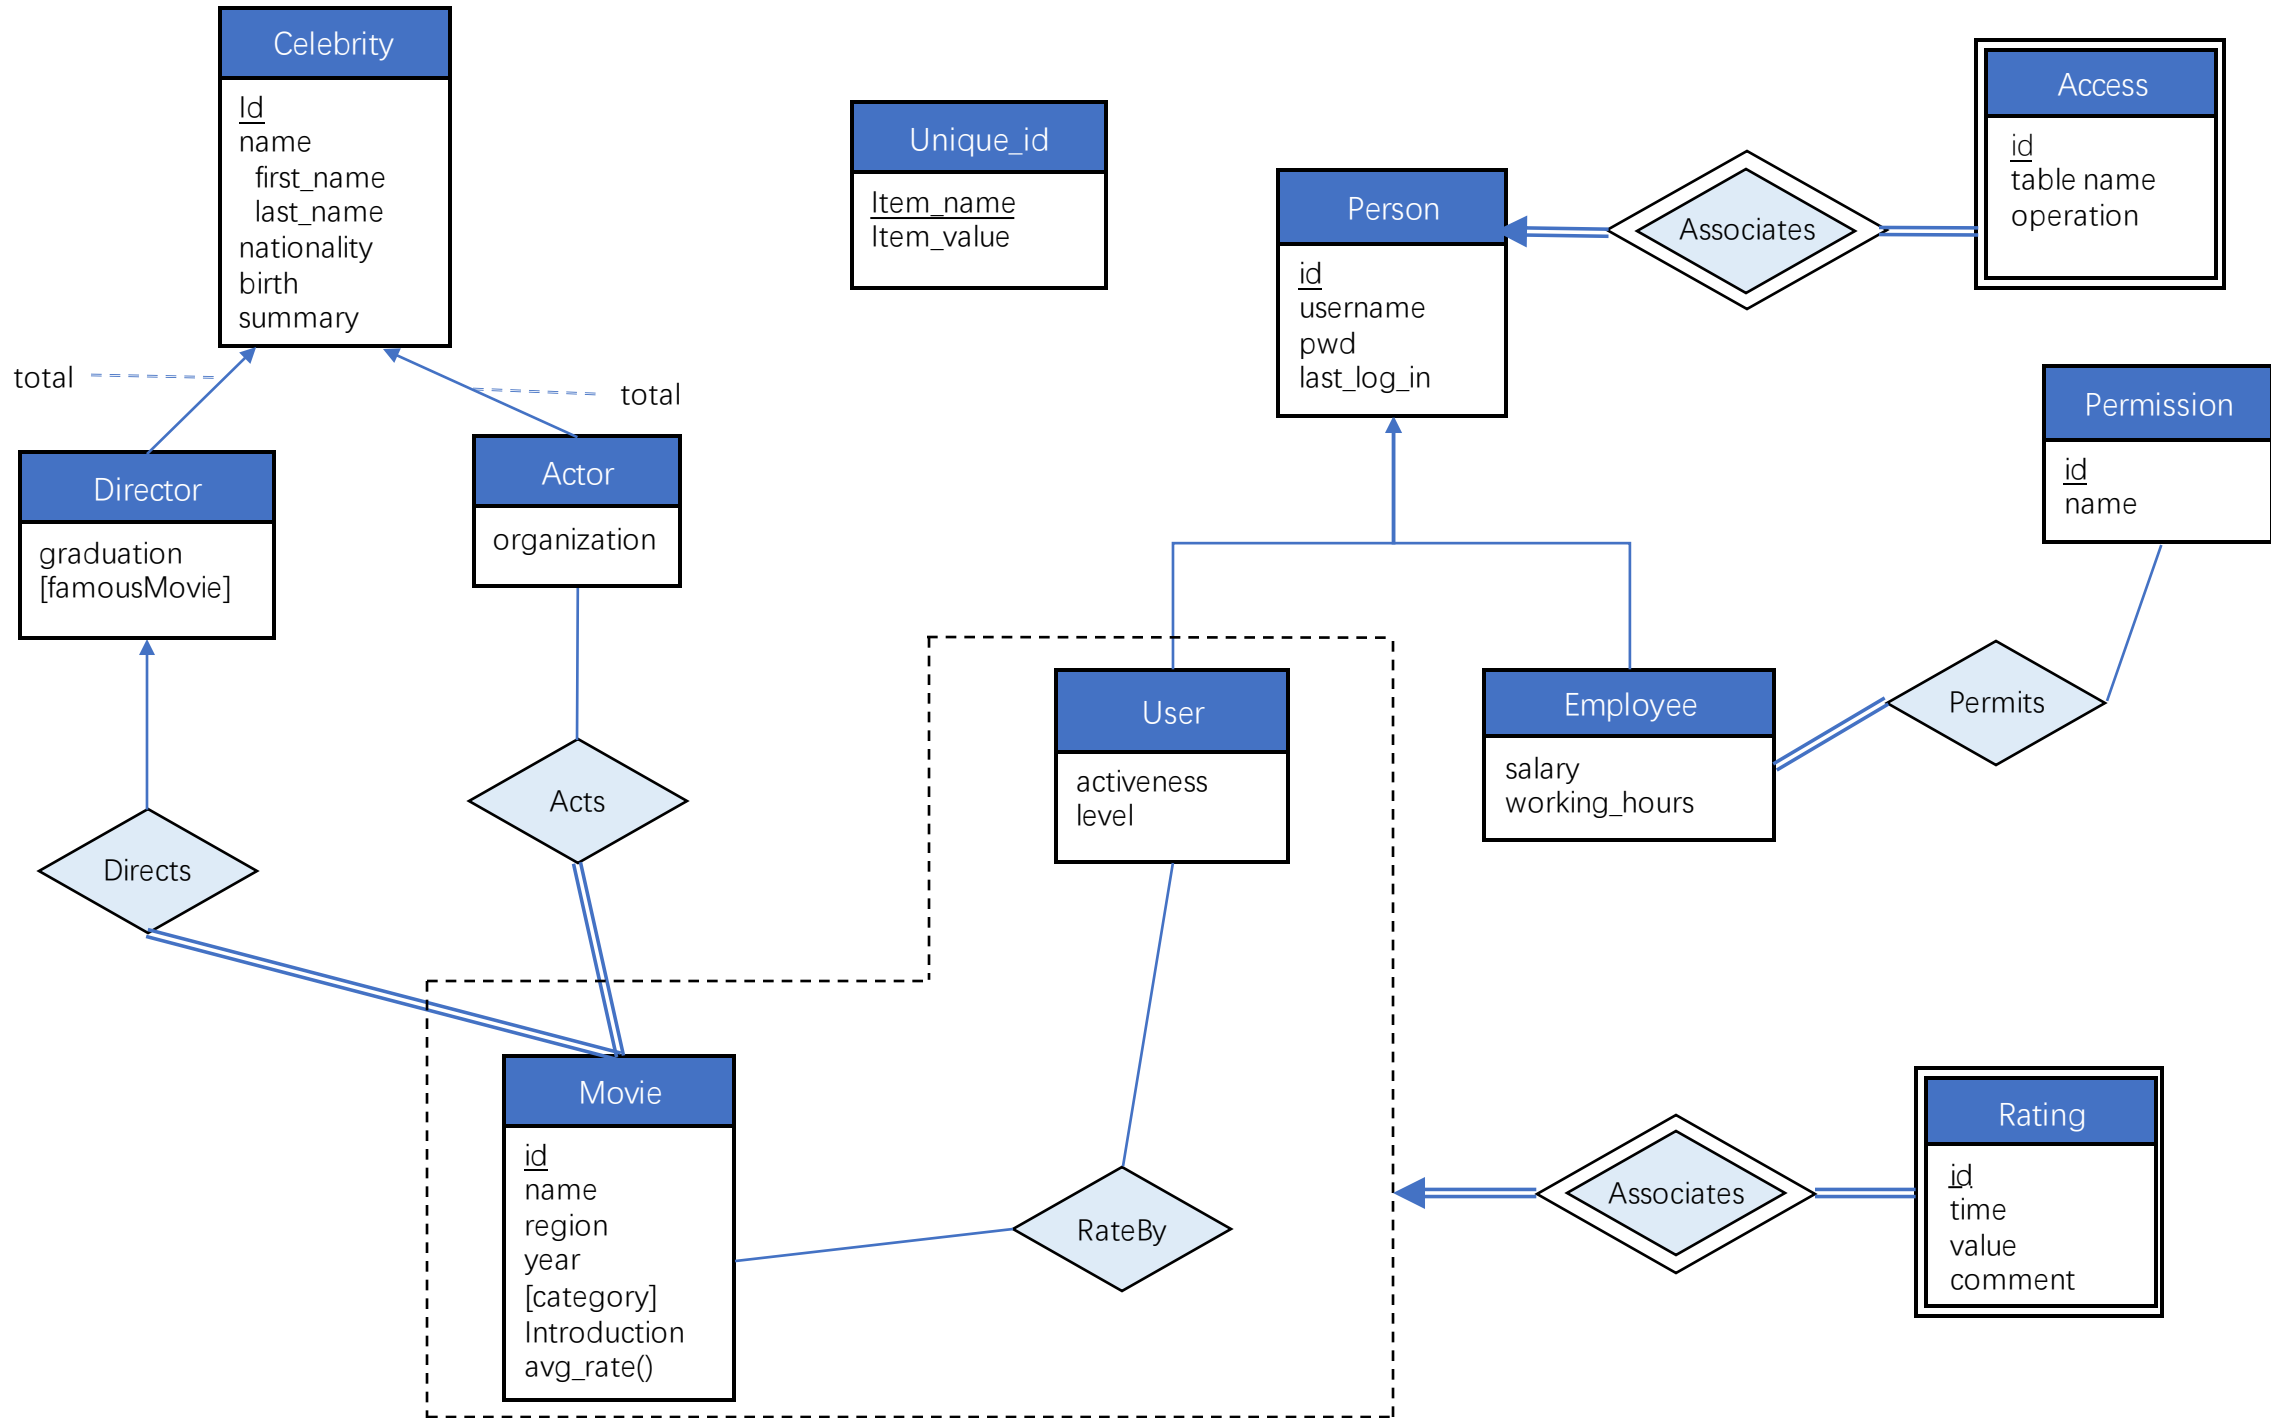 Celebrity
Id
name
first_name
last_name
nationality
birth
summary
total
total
Director
graduation
[famousMovie]
Actor
organization
Directs
Acts
Movie
id
name
region
year
[category]
Introduction
avg_rate()
Unique_id
Item_name
Item_value
Person
id
username
pwd
last_log_in
Associates
Access
id
table name
operation
Permission
id
name
User
activeness
level
Employee
salary
working_hours
Permits
RateBy
Associates
Rating
id
time
value
comment